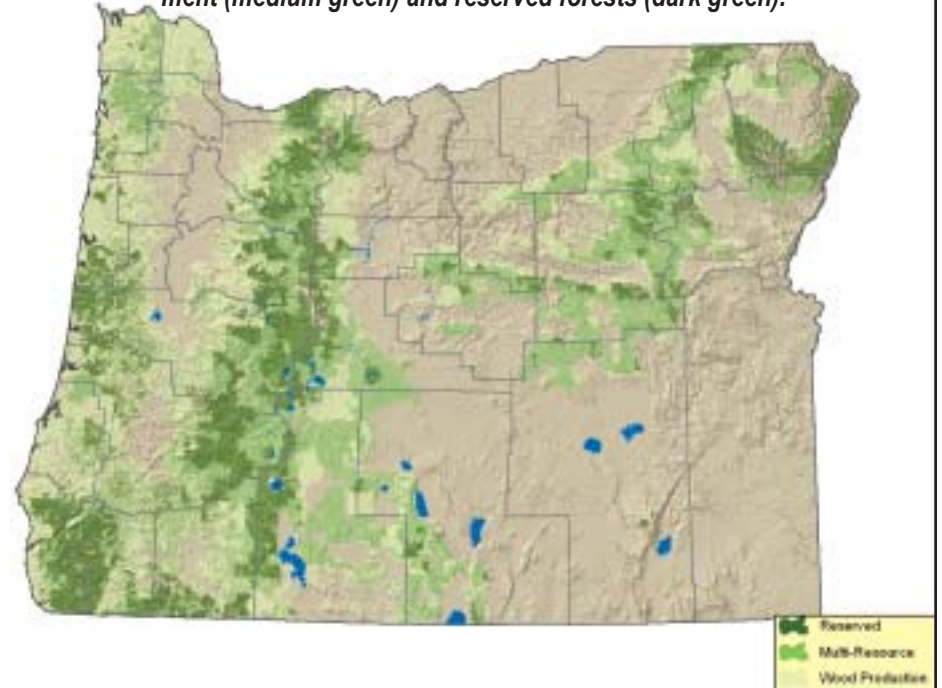 ment (medium green) and reserved forests (dark green).
Reserved
Multi-Resource
Wood Production